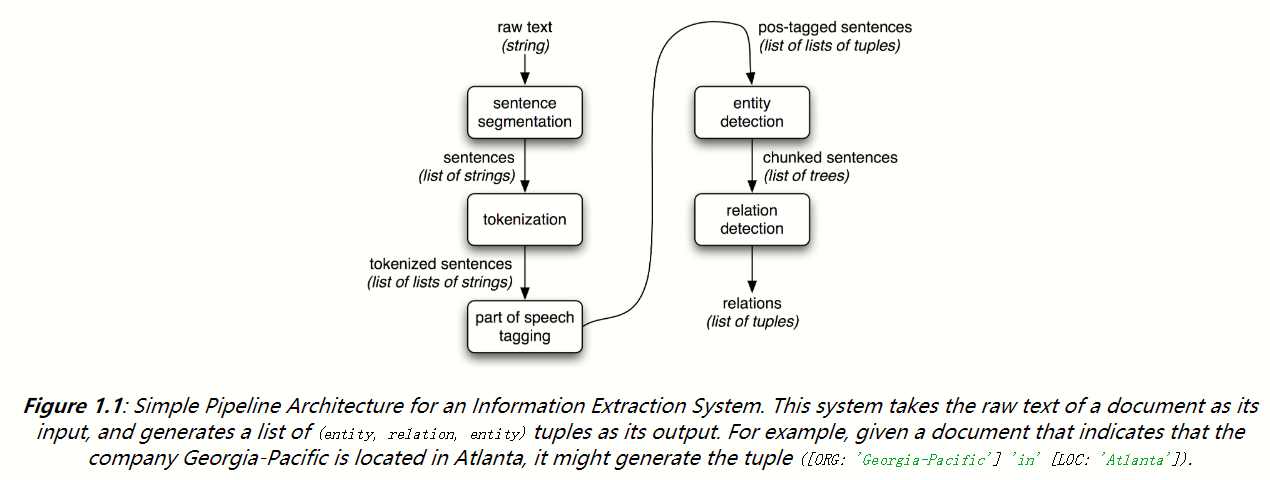 raw text
(string)
sentence
segmentation
sentences
(list of strings)
tokenization
tokenized sentences
(list of lists of strings)
part of speech
tagging
pos-tagged sentences
(list of lists of tuples)
entity
detection
chunked sentences
(list of trees)
relation
detection
relations
(list of tuples)
Figure 1.1: Simple Pipeline Architecture for an Information Extraction System. This system takes the raw text of a document as its
input, and generates a list of (entity, relation, entity) tuples as its output. For example, given a document that indicates that the
company Georgia-Pacific is located in Atlanta, it might generate the tuple ([ORG: 'Georgia-Pacific'] 'in' [LOC: 'Atlanta']).